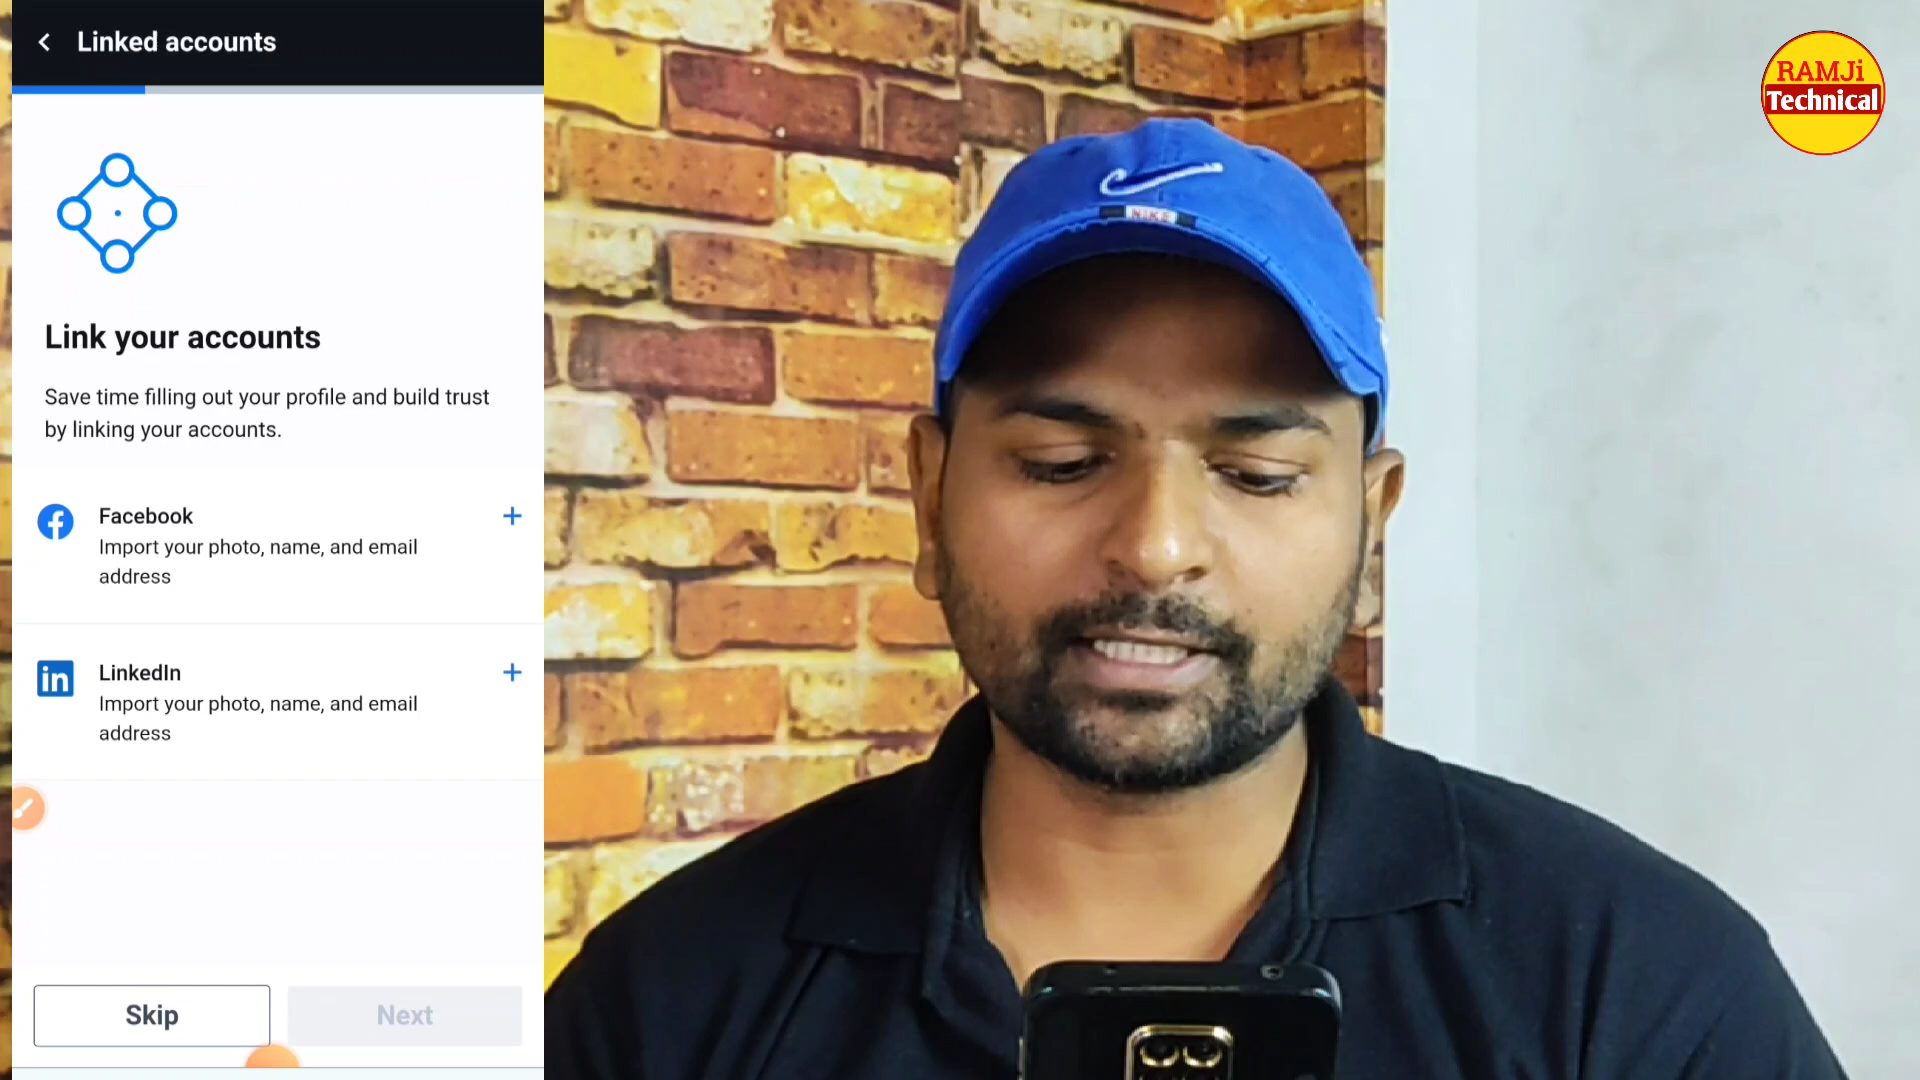 Linked accounts
Link your accounts
Save time filling out your profile and build trust
by linking your accounts.
Facebook
Import your photo, name, and email
address
LinkedIn
Import your photo, name, and email
address
Skip
Next
RAMJi
Technical
NIKE